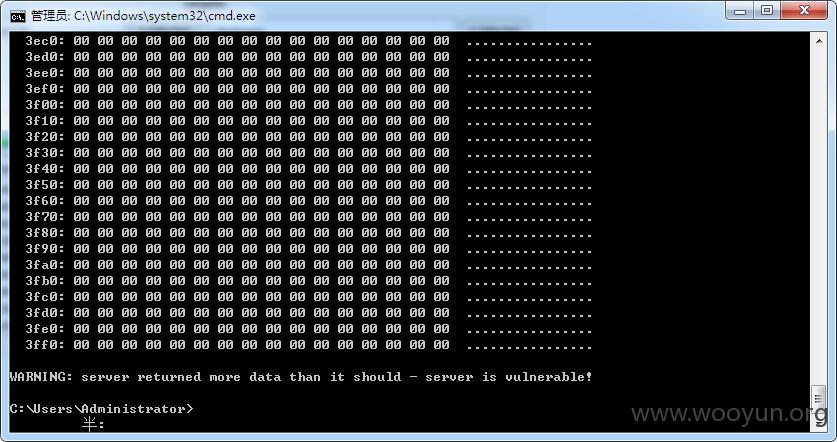 管理员: C:\Windows\system32\cmd.exe
3ec0: 00 00 00 00 00 00 00 00 00 00 00 00 00 00 00 00 ................
3ed0: 00 00 00 00 00 00 00 00 00 00 00 00 00 00 00 00 ................
3ee0: 00 00 00 00 00 00 00 00 00 00 00 00 00 00 00 00 ................
3ef0: 00 00 00 00 00 00 00 00 00 00 00 00 00 00 00 00 ................
3f00: 00 00 00 00 00 00 00 00 00 00 00 00 00 00 00 00 ................
3f10: 00 00 00 00 00 00 00 00 00 00 00 00 00 00 00 00 ................
3f20: 00 00 00 00 00 00 00 00 00 00 00 00 00 00 00 00 ................
3f30: 00 00 00 00 00 00 00 00 00 00 00 00 00 00 00 00 ................
3f40: 00 00 00 00 00 00 00 00 00 00 00 00 00 00 00 00 ................
3f50: 00 00 00 00 00 00 00 00 00 00 00 00 00 00 00 00 ................
3f60: 00 00 00 00 00 00 00 00 00 00 00 00 00 00 00 00 ................
3f70: 00 00 00 00 00 00 00 00 00 00 00 00 00 00 00 00 ................
3f80: 00 00 00 00 00 00 00 00 00 00 00 00 00 00 00 00 ................
3f90: 00 00 00 00 00 00 00 00 00 00 00 00 00 00 00 00 ................
3fa0: 00 00 00 00 00 00 00 00 00 00 00 00 00 00 00 00 ................
3fb0: 00 00 00 00 00 00 00 00 00 00 00 00 00 00 00 00 ................
3fc0: 00 00 00 00 00 00 00 00 00 00 00 00 00 00 00 00 ................
3fd0: 00 00 00 00 00 00 00 00 00 00 00 00 00 00 00 00 ................
3fe0: 00 00 00 00 00 00 00 00 00 00 00 00 00 00 00 00 ................
3ff0: 00 00 00 00 00 00 00 00 00 00 00 00 00 00 00 00 ................
WARNING: server returned more data than it should - server is vulnerable!
C:\Users\Administrator>
半:
www.wooyun.org